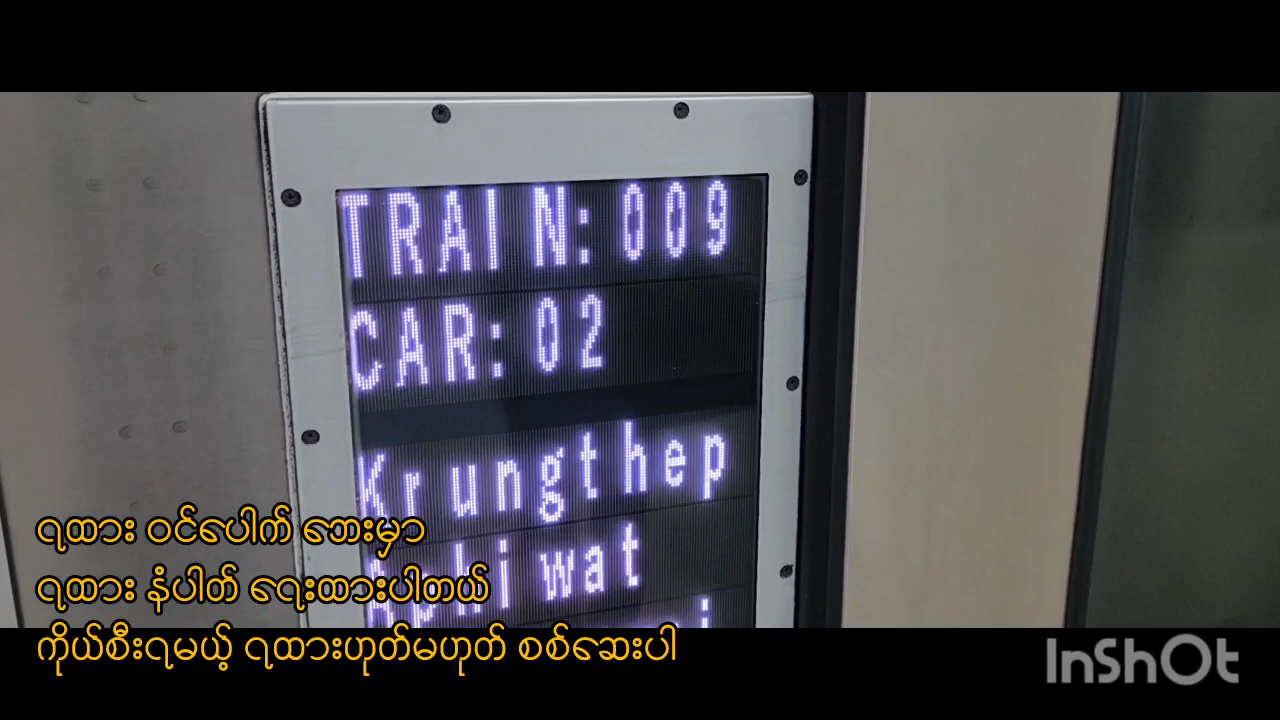 TRAIN: 009
CAR: 02
Krungthep
Aphiwat
ရထား ဝင်ပေါက် ဘေးမှာ
ရထား နံပါတ် ရေးထားပါတယ်
ကိုယ်စီးရမယ့် ရထားဟုတ်မဟုတ် စစ်ဆေးပါ
InShOt